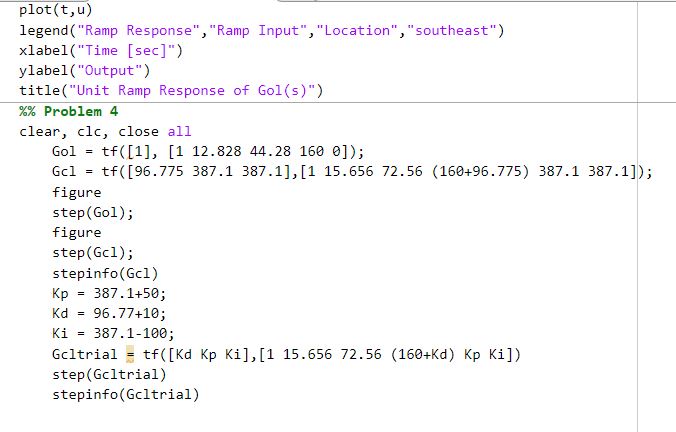 plot(t,u)
legend("Ramp Response","Ramp Input","Location","southeast")
xlabel("Time [sec]")
ylabel("Output")
title("Unit Ramp Response of Gol(s)")
%% Problem 4
clear, clc, close all
Gol = tf([1], [1 12.828 44.28 160 0]);
Gcl = tf([96.775 387.1 387.1],[1 15.656 72.56 (160+96.775) 387.1 387.1]);
figure
step(Gol);
figure
step(Gcl);
stepinfo(Gcl)
Kp = 387.1+50;
Kd = 96.77+10;
Ki = 387.1-100;
Gcltrial = tf([Kd Kp Ki],[1 15.656 72.56 (160+Kd) Kp Ki])
step(Gcltrial)
stepinfo(Gcltrial)